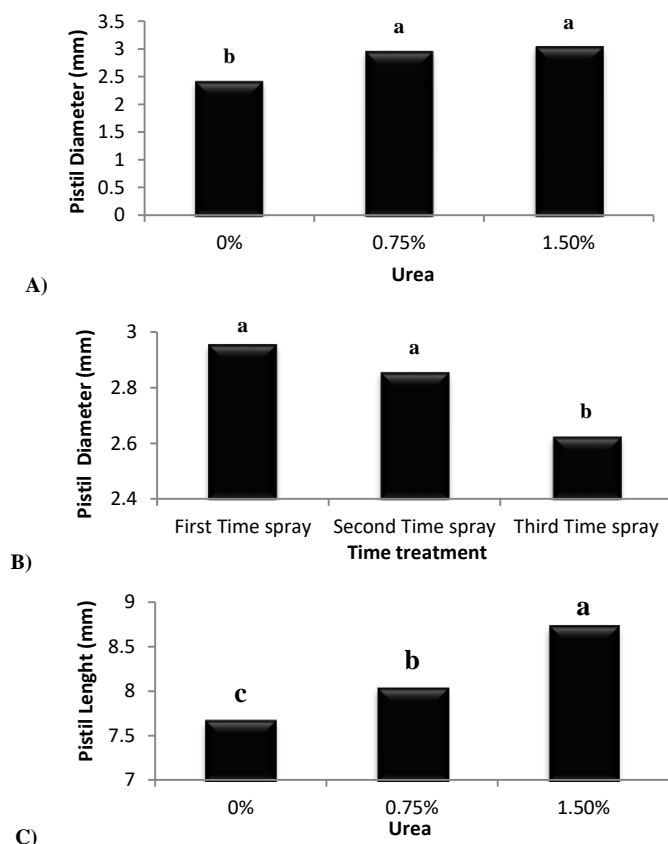 3.5
3
2.5
2
1.5
1
0.5
0
Pistil Diameter (mm)
b
a
a
0%
0.75%
1.50%
Urea
A)
3
2.8
2.6
2.4
Pistil Diameter (mm)
a
a
b
First Time spray
Second Time spray
Third Time spray
Time treatment
B)
9
8.5
8
7.5
7
Pistil Lenght (mm)
c
b
a
0%
0.75%
1.50%
Urea
C)